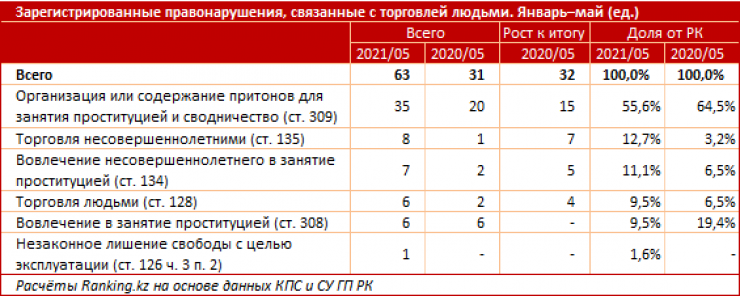 Зарегистрированные правонарушения, связанные с торговлей людьми. Январь–май (ед.)
Всего Рост к итогу Доля от РК
2021/05 2020/05 2020/05 2021/05 2020/05
Всего 63 31 32 100,0% 100,0%
Организация или содержание притонов для
занятия проституцией и сводничество (ст. 309) 35 20 15 55,6% 64,5%
Торговля несовершеннолетними (ст. 135) 8 1 7 12,7% 3,2%
Вовлечение несовершеннолетнего в занятие
проституцией (ст. 134) 7 2 5 11,1% 6,5%
Торговля людьми (ст. 128) 6 2 4 9,5% 6,5%
Вовлечение в занятие проституцией (ст. 308) 6 6 - 9,5% 19,4%
Незаконное лишение свободы с целью
эксплуатации (ст. 126 ч. 3 п. 2) 1 - - 1,6% -
Расчёты Ranking.kz на основе данных КПС и СУ ГП РК